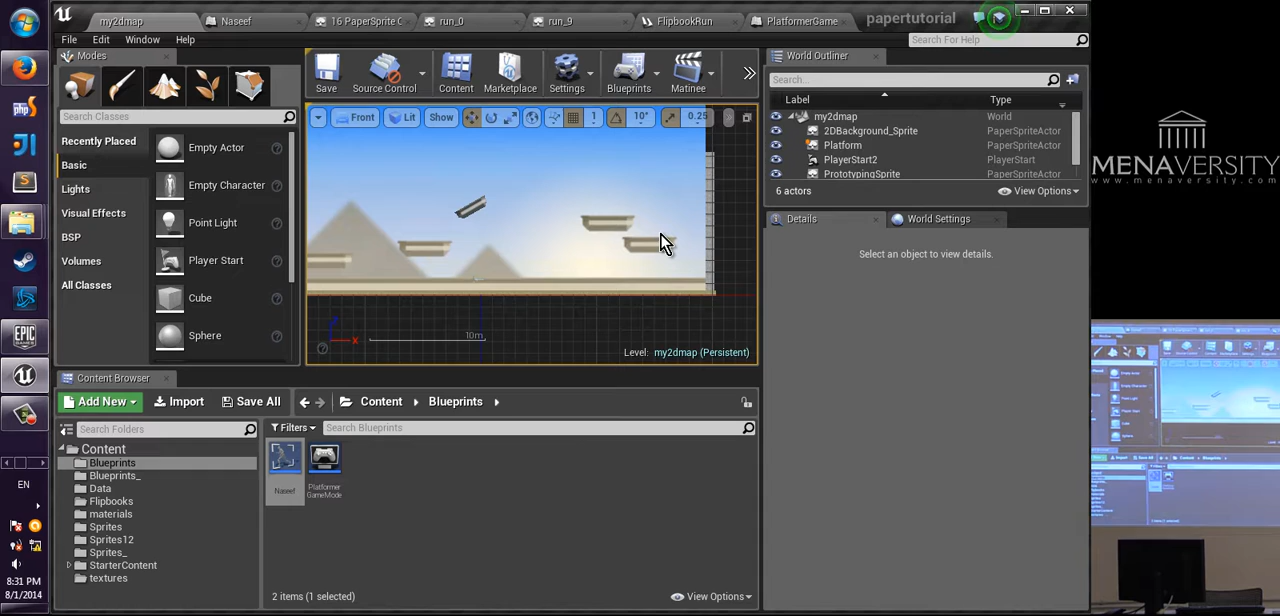 my2dmap
Naseef
16 PaperSprite C
run_0
run_9
FlipbookRun
PlatformerGame
papertutorial
File
Edit
Window
Help
Search For Help
Modes
Search Classes
Recently Placed
Basic
Lights
Visual Effects
BSP
Volumes
All Classes
Empty Actor
Empty Character
Point Light
Player Start
Cube
Sphere
Save
Source Control
Content
Marketplace
Settings
Blueprints
Matinee
Front
Lit
Show
1
10°
0.25
X
10m
Level: my2dmap (Persistent)
World Outliner
Search...
Label
Type
my2dmap
World
2DBackground_Sprite
PaperSpriteActor
Platform
PaperSpriteActor
PlayerStart2
PlayerStart
PrototypingSprite
PaperSpriteActor
6 actors
View Options
Details
World Settings
Select an object to view details.
MENAVERSITY
www.menaversity.com
Content Browser
Add New
Import
Save All
Content
Blueprints
Search Folders
Filters
Search Blueprints
Content
Blueprints
Blueprints_
Data
Flipbooks
materials
Sprites
Sprites12
Sprites_
StarterContent
textures
Naseef
Platformer
GameMode
2 items (1 selected)
View Options
php
S
EPIC
GAMES
EN
8:31 PM
8/1/2014